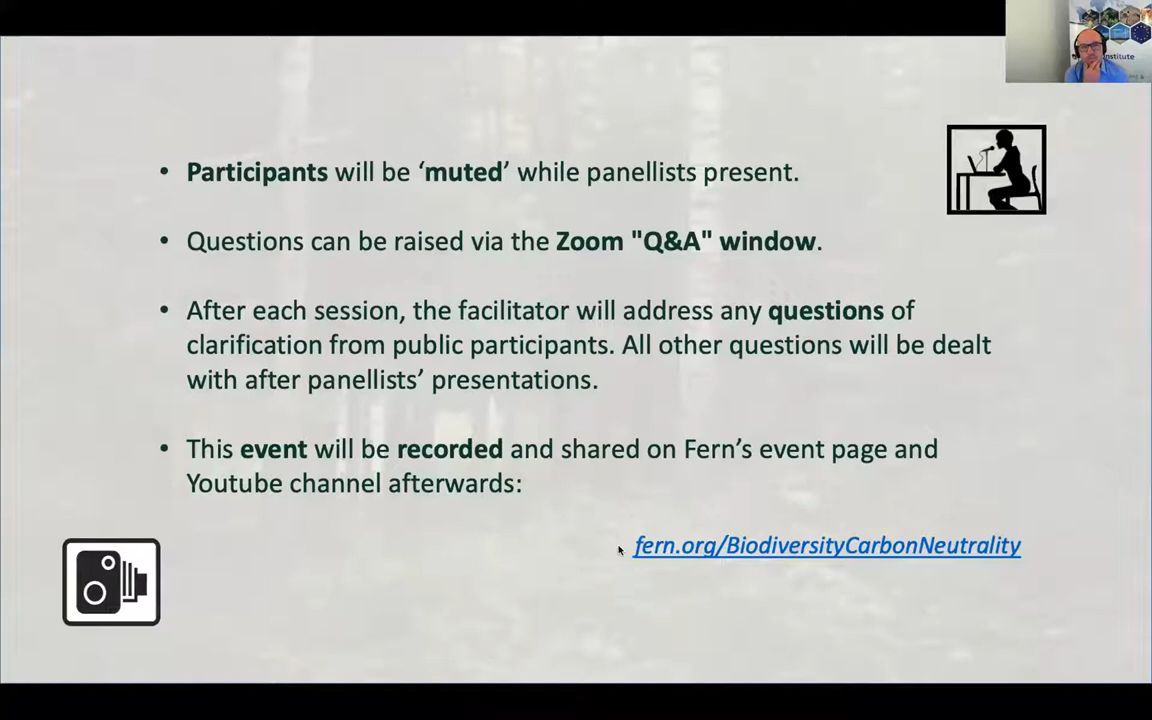 institute
• Participants will be ‘muted’ while panellists present.
• Questions can be raised via the Zoom "Q&A" window.
• After each session, the facilitator will address any questions of
clarification from public participants. All other questions will be dealt
with after panellists’ presentations.
• This event will be recorded and shared on Fern’s event page and
Youtube channel afterwards:
fern.org/BiodiversityCarbonNeutrality